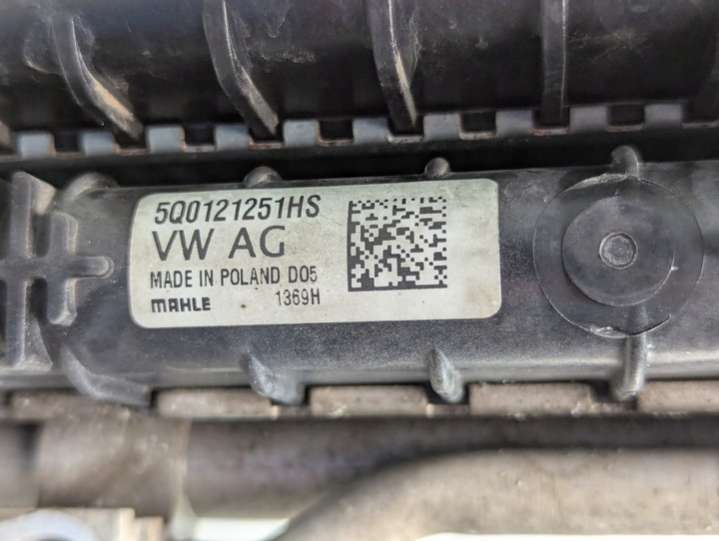 5Q0121251HS
VW AG
MADE IN POLAND D05
MAHLE 1369H